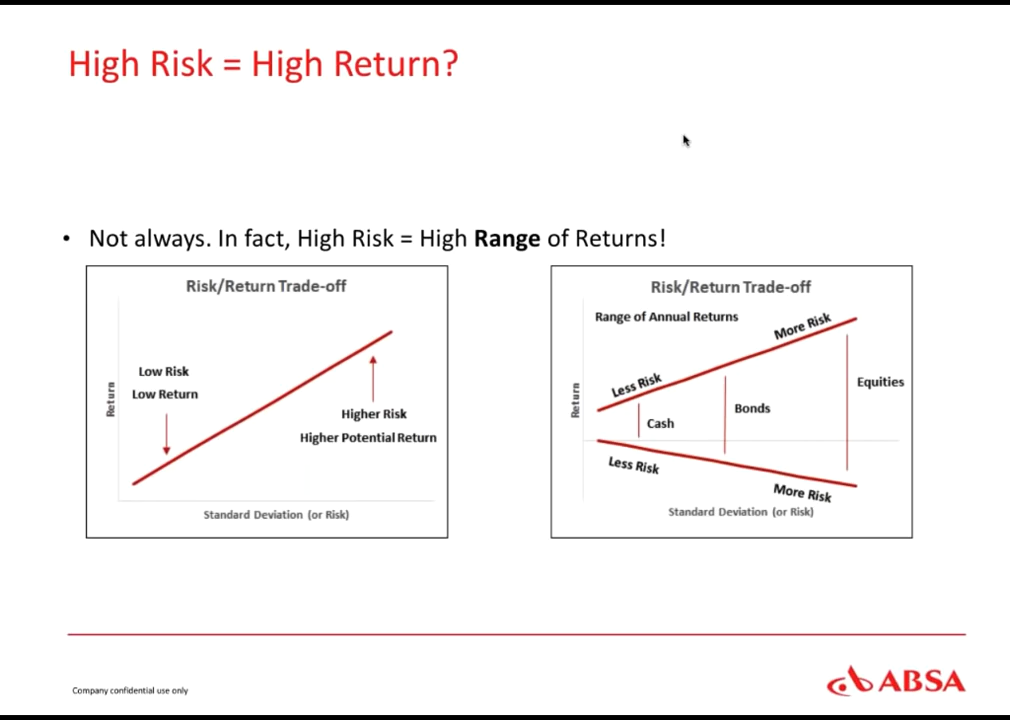 High Risk = High Return?
• Not always. In fact, High Risk = High Range of Returns!
Risk/Return Trade-off
Low Risk
Low Return
Return
Higher Risk
Higher Potential Return
Standard Deviation (or Risk)
Risk/Return Trade-off
Range of Annual Returns
More Risk
Less Risk
Equities
Return
Bonds
Cash
Less Risk
More Risk
Standard Deviation (or Risk)
Company confidential use only
ABSA